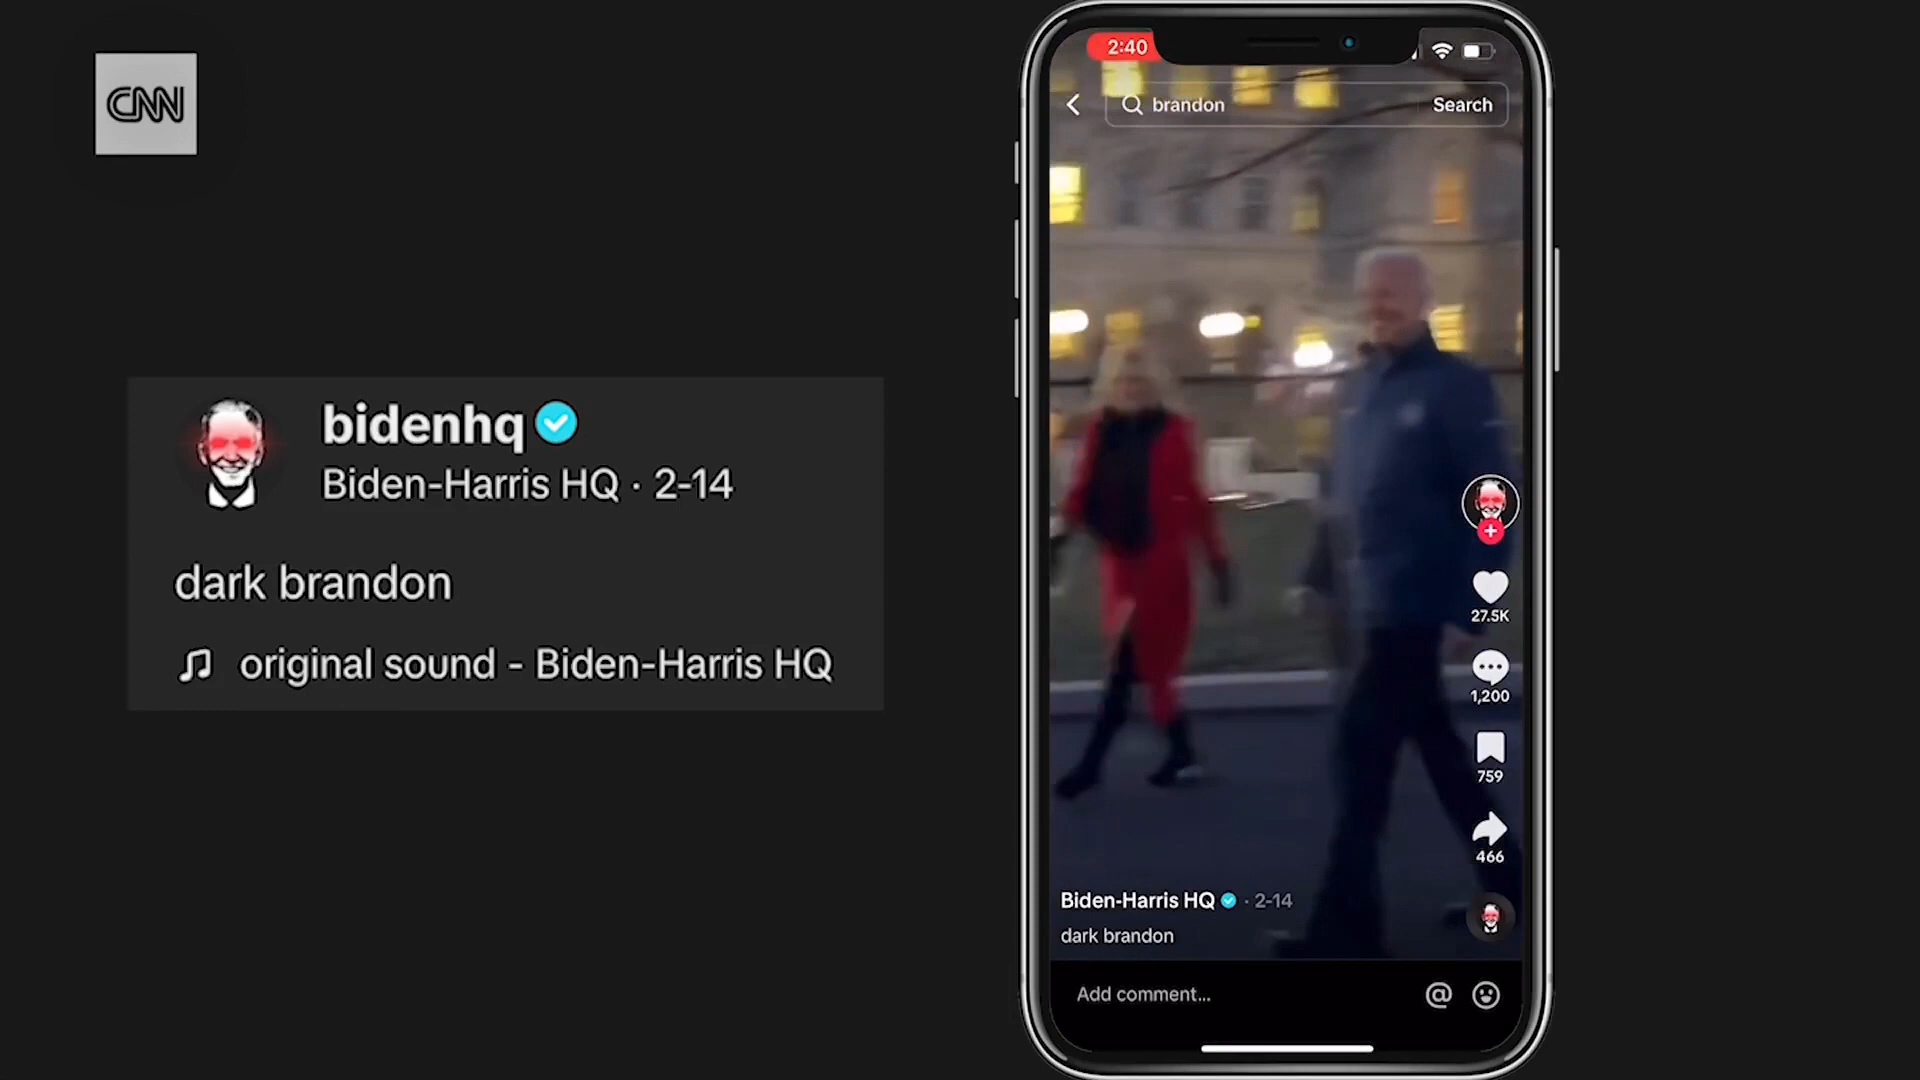 CNN
bidenhq
Biden-Harris HQ · 2-14
dark brandon
original sound - Biden-Harris HQ
2:40
brandon
Search
27.5K
1,200
759
466
Biden-Harris HQ · 2-14
dark brandon
Add comment...
@